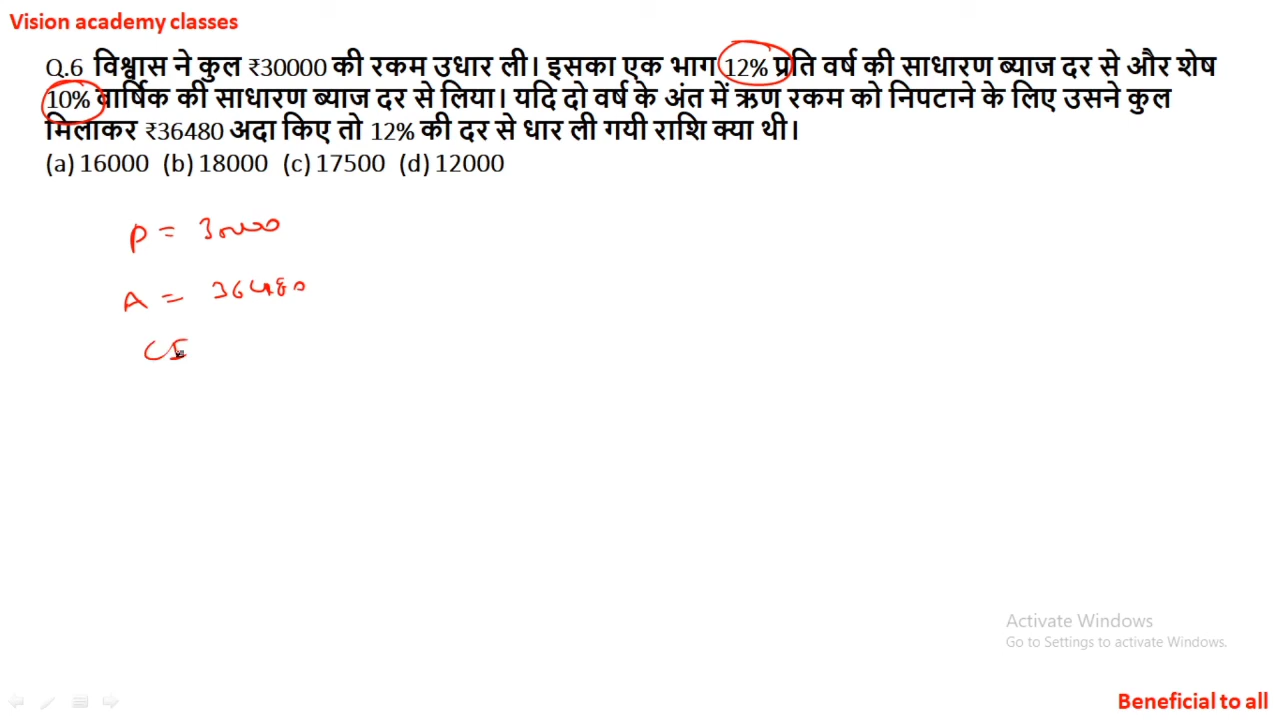 Vision academy classes
Q.6 विश्वास ने कुल ₹30000 की रकम उधार ली। इसका एक भाग 12% प्रति वर्ष की साधारण ब्याज दर से और शेष
10% वार्षिक की साधारण ब्याज दर से लिया। यदि दो वर्ष के अंत में ऋण रकम को निपटाने के लिए उसने कुल
मिलाकर ₹36480 अदा किए तो 12% की दर से धार ली गयी राशि क्या थी।
(a) 16000 (b) 18000 (c) 17500 (d) 12000
P = 30000
A = 36480
CI
Activate Windows
Go to Settings to activate Windows.
Beneficial to all